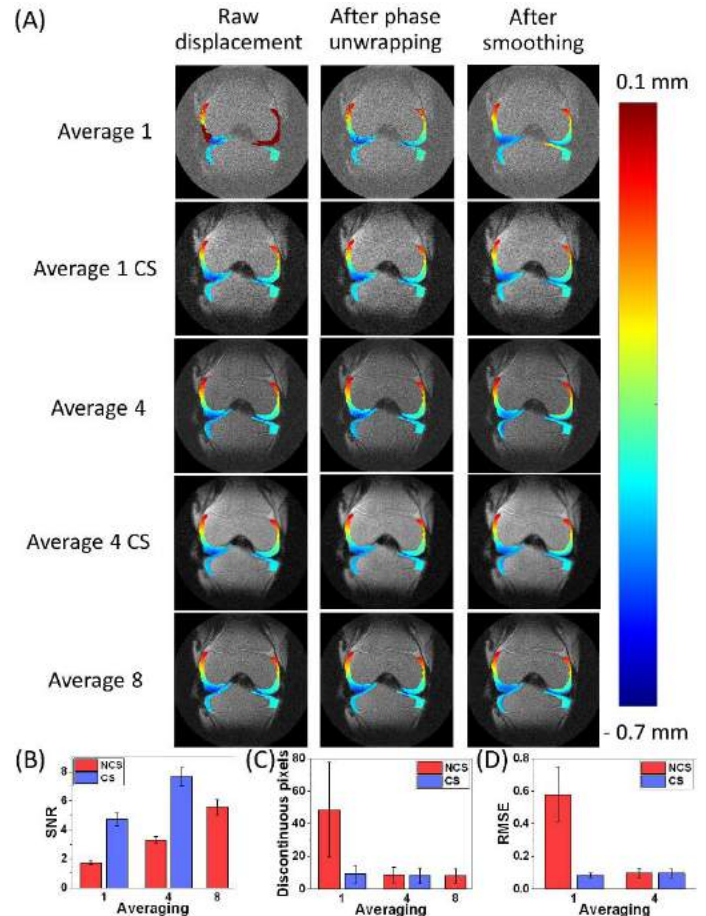 (A)
Raw
displacement
After phase
unwrapping
After
smoothing
0.1 mm
Average 1
Average 1 CS
Average 4
Average 4 CS
Average 8
- 0.7 mm
(B)
NCS
CS
SNR
8
6
4
2
0
1
4
8
Averaging
(C)
NCS
CS
Discontinuous pixels
80
60
40
20
0
1
4
8
Averaging
(D)
NCS
CS
RMSE
0.8
0.6
0.4
0.2
0.0
1
4
Averaging